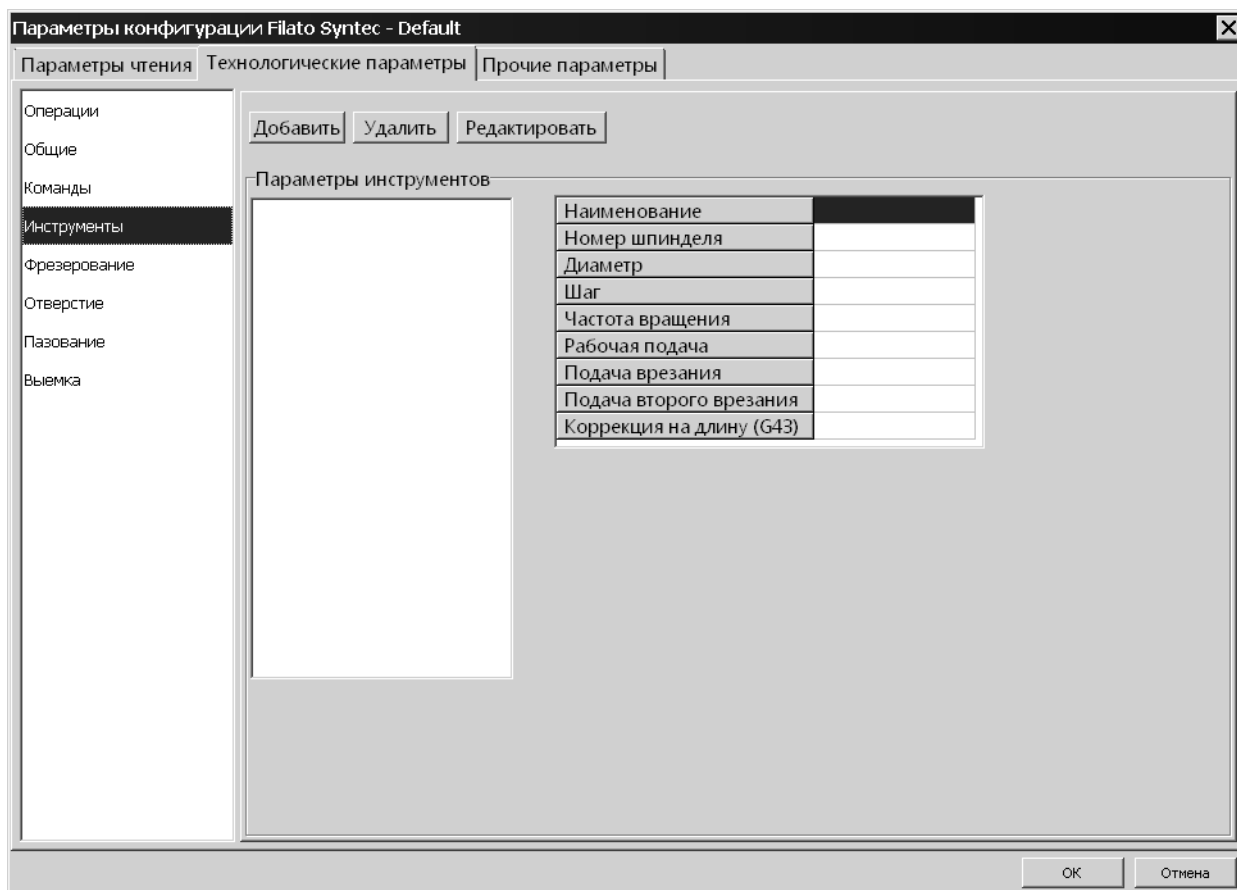 Параметры конфигурации Filato Syntec - Default
Параметры чтения Технологические параметры Прочие параметры
Операции
Общие
Команды
Инструменты
Фрезерование
Отверстие
Пазование
Выемка
Добавить Удалить Редактировать
Параметры инструментов
Наименование
Номер шпинделя
Диаметр
Шаг
Частота вращения
Рабочая подача
Подача врезания
Подача второго врезания
Коррекция на длину (G43)
ОК Отмена